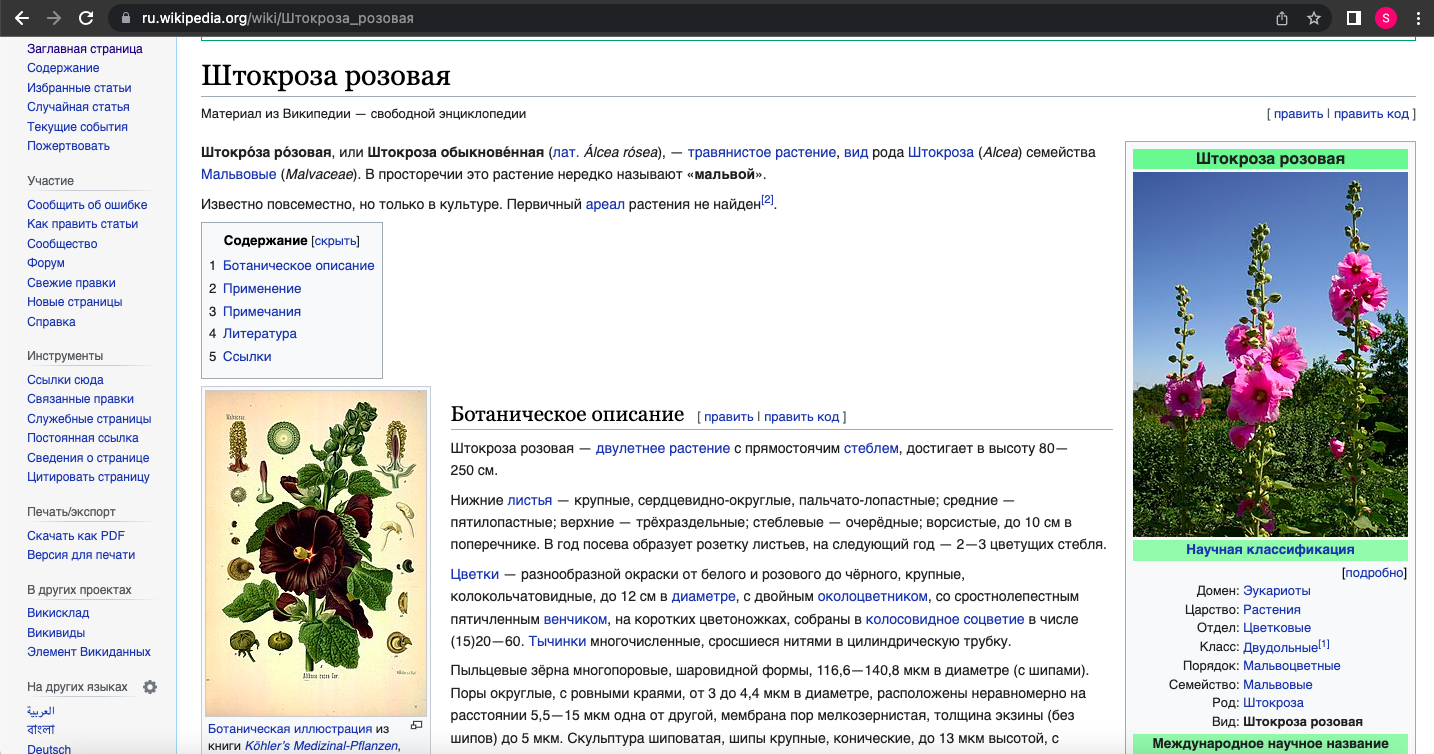 ru.wikipedia.org/wiki/Штокроза_розовая
S
Заглавная страница
Содержание
Избранные статьи
Случайная статья
Текущие события
Пожертвовать
Участие
Сообщить об ошибке
Как править статьи
Сообщество
Форум
Свежие правки
Новые страницы
Справка
Инструменты
Ссылки сюда
Связанные правки
Служебные страницы
Постоянная ссылка
Сведения о странице
Цитировать страницу
Печать/экспорт
Скачать как PDF
Версия для печати
В других проектах
Викисклад
Викивиды
Элемент Викиданных
На других языках
العربية
বাংলা
Deutsch
Штокроза розовая
Материал из Википедии — свободной энциклопедии
[ править | править код ]
Штокро́за ро́зовая, или Штокроза обыкнове́нная (лат. Álcea rósea), — травянистое растение, вид рода Штокроза (Alcea) семейства
Мальвовые (Malvaceae). В просторечии это растение нередко называют «мальвой».
Известно повсеместно, но только в культуре. Первичный ареал растения не найден[2].
Содержание [скрыть]
1 Ботаническое описание
2 Применение
3 Примечания
4 Литература
5 Ссылки
Malvaceae.
Althaea rosea Cav.
Ботаническая иллюстрация из
книги Köhler's Medizinal-Pflanzen,
Ботаническое описание [ править | править код ]
Штокроза розовая — двулетнее растение с прямостоячим стеблем, достигает в высоту 80—
250 см.
Нижние листья — крупные, сердцевидно-округлые, пальчато-лопастные; средние —
пятилопастные; верхние — трёхраздельные; стеблевые — очерёдные; ворсистые, до 10 см в
поперечнике. В год посева образует розетку листьев, на следующий год — 2—3 цветущих стебля.
Цветки — разнообразной окраски от белого и розового до чёрного, крупные,
колокольчатовидные, до 12 см в диаметре, с двойным околоцветником, со сростнолепестным
пятичленным венчиком, на коротких цветоножках, собраны в колосовидное соцветие в числе
(15)20—60. Тычинки многочисленные, сросшиеся нитями в цилиндрическую трубку.
Пыльцевые зёрна многопоровые, шаровидной формы, 116,6—140,8 мкм в диаметре (с шипами).
Поры округлые, с ровными краями, от 3 до 4,4 мкм в диаметре, расположены неравномерно на
расстоянии 5,5—15 мкм одна от другой, мембрана пор мелкозернистая, толщина экзины (без
шипов) до 5 мкм. Скульптура шиповатая, шипы крупные, конические, до 13 мкм высотой, с
Штокроза розовая
Научная классификация
[подробно]
Домен: Эукариоты
Царство: Растения
Отдел: Цветковые
Класс: Двудольные[1]
Порядок: Мальвоцветные
Семейство: Мальвовые
Род: Штокроза
Вид: Штокроза розовая
Международное научное название